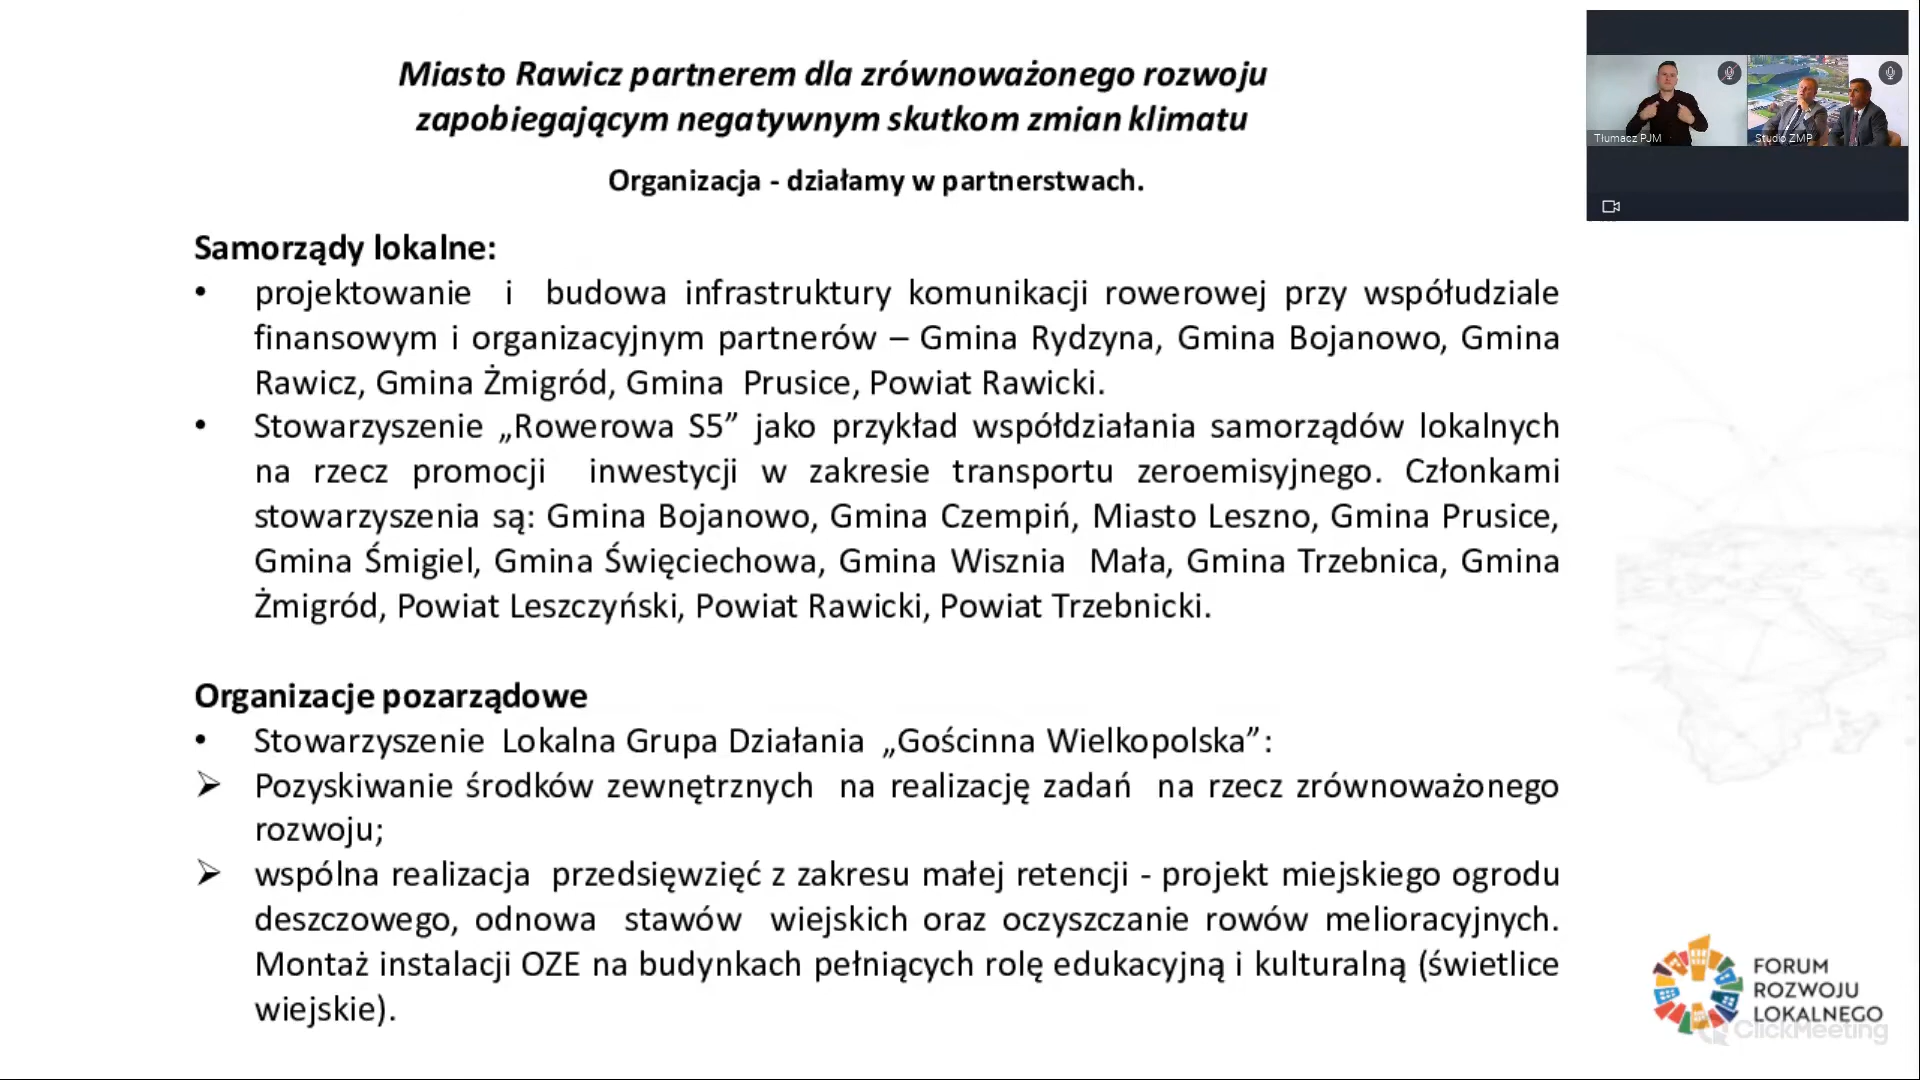 Miasto Rawicz partnerem dla zrównoważonego rozwoju
zapobiegającym negatywnym skutkom zmian klimatu
Organizacja - działamy w partnerstwach.
Samorządy lokalne:
• projektowanie i budowa infrastruktury komunikacji rowerowej przy współudziale
finansowym i organizacyjnym partnerów – Gmina Rydzyna, Gmina Bojanowo, Gmina
Rawicz, Gmina Żmigród, Gmina Prusice, Powiat Rawicki.
• Stowarzyszenie „Rowerowa S5” jako przykład współdziałania samorządów lokalnych
na rzecz promocji inwestycji w zakresie transportu zeroemisyjnego. Członkami
stowarzyszenia są: Gmina Bojanowo, Gmina Czempiń, Miasto Leszno, Gmina Prusice,
Gmina Śmigiel, Gmina Święciechowa, Gmina Wisznia Mała, Gmina Trzebnica, Gmina
Żmigród, Powiat Leszczyński, Powiat Rawicki, Powiat Trzebnicki.
Organizacje pozarządowe
• Stowarzyszenie Lokalna Grupa Działania „Gościnna Wielkopolska”:
➢ Pozyskiwanie środków zewnętrznych na realizację zadań na rzecz zrównoważonego
rozwoju;
➢ wspólna realizacja przedsięwzięć z zakresu małej retencji - projekt miejskiego ogrodu
deszczowego, odnowa stawów wiejskich oraz oczyszczanie rowów melioracyjnych.
Montaż instalacji OZE na budynkach pełniących rolę edukacyjną i kulturalną (świetlice
wiejskie).
Tłumacz PJM
Studio ZMP
FORUM
ROZWOJU
LOKALNEGO
ClickMeeting